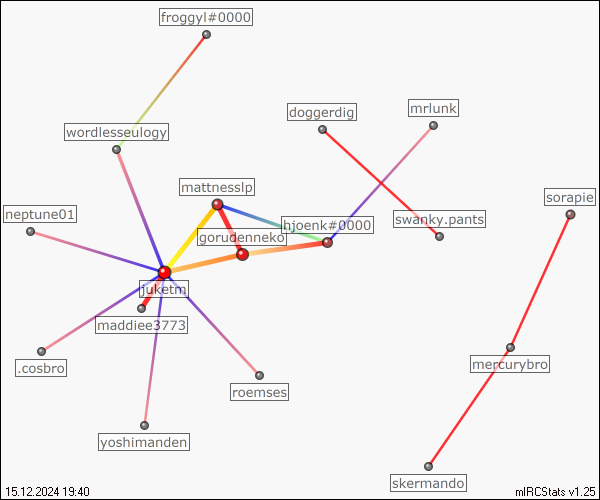 froggyl#0000
mrlunk
doggerdig
wordlesseulogy
mattnesslp
sorapie
neptune01
swanky.pants
hjoenk#0000
gorudenneko
juketm
maddiee3773
.cosbro
mercurybro
roemses
yoshimanden
skermando
15.12.2024 19:40
mIRCStats v1.25